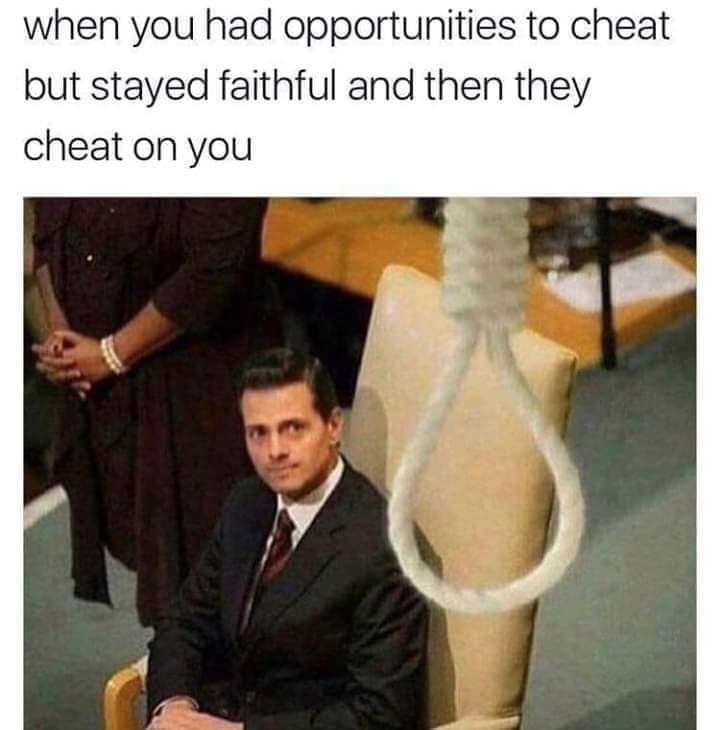 when you had opportunities to cheat
but stayed faithful and then they
cheat on you